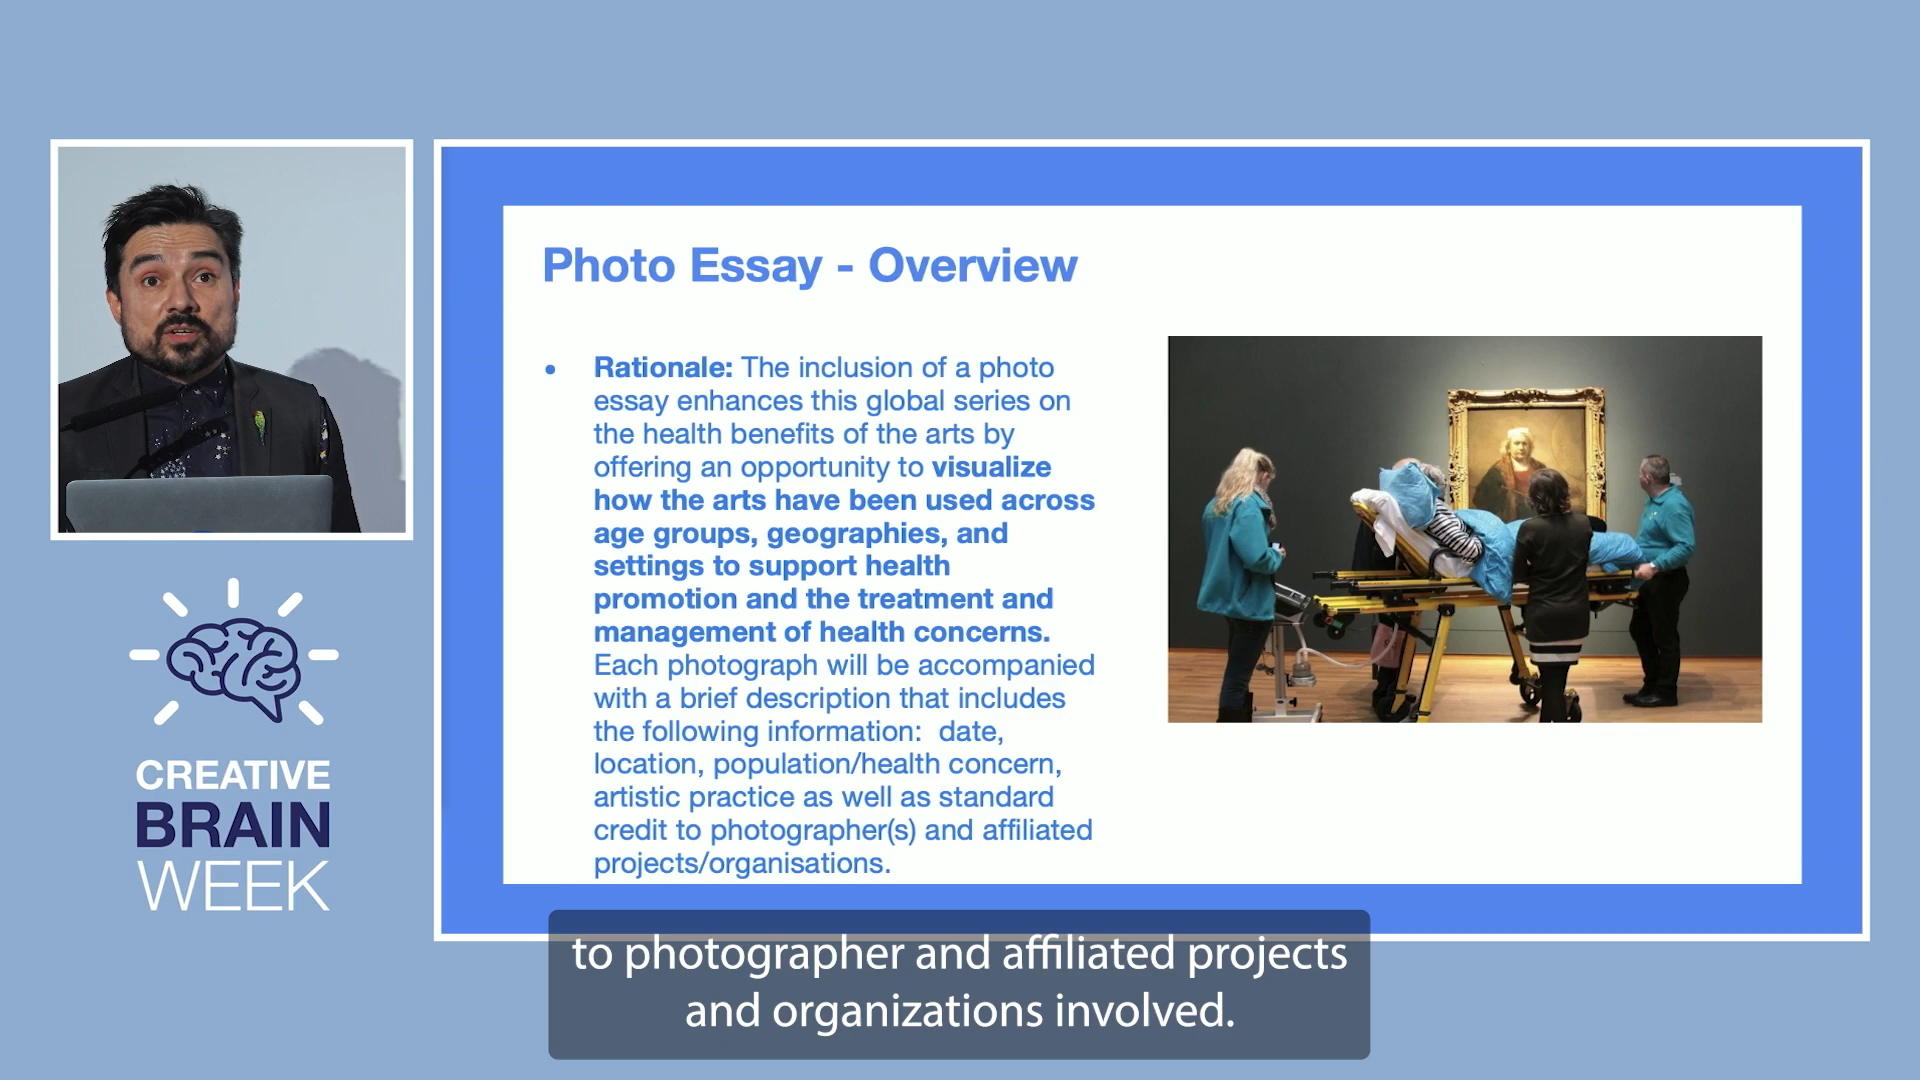 Photo Essay - Overview
• Rationale: The inclusion of a photo
essay enhances this global series on
the health benefits of the arts by
offering an opportunity to visualize
how the arts have been used across
age groups, geographies, and
settings to support health
promotion and the treatment and
management of health concerns.
Each photograph will be accompanied
with a brief description that includes
the following information:  date,
location, population/health concern,
artistic practice as well as standard
credit to photographer(s) and affiliated
projects/organisations.
CREATIVE
BRAIN
WEEK
to photographer and affiliated projects
and organizations involved.